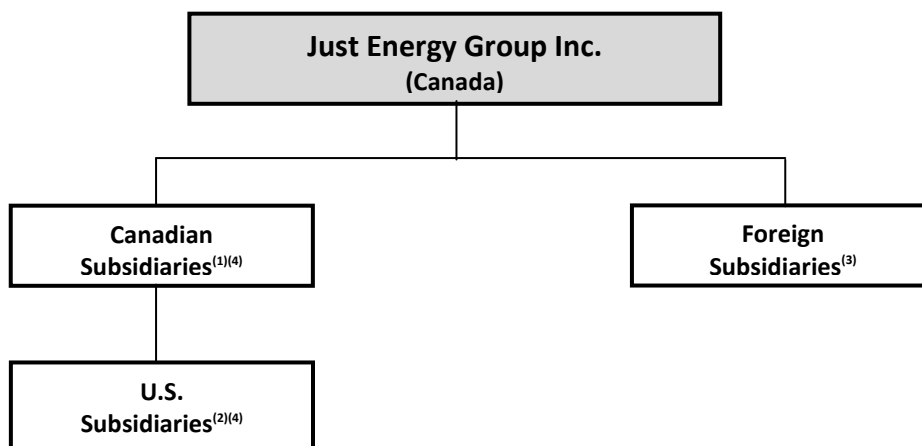 Just Energy Group Inc.
(Canada)
Canadian
Subsidiaries(1)(4)
Foreign
Subsidiaries(3)
U.S.
Subsidiaries(2)(4)